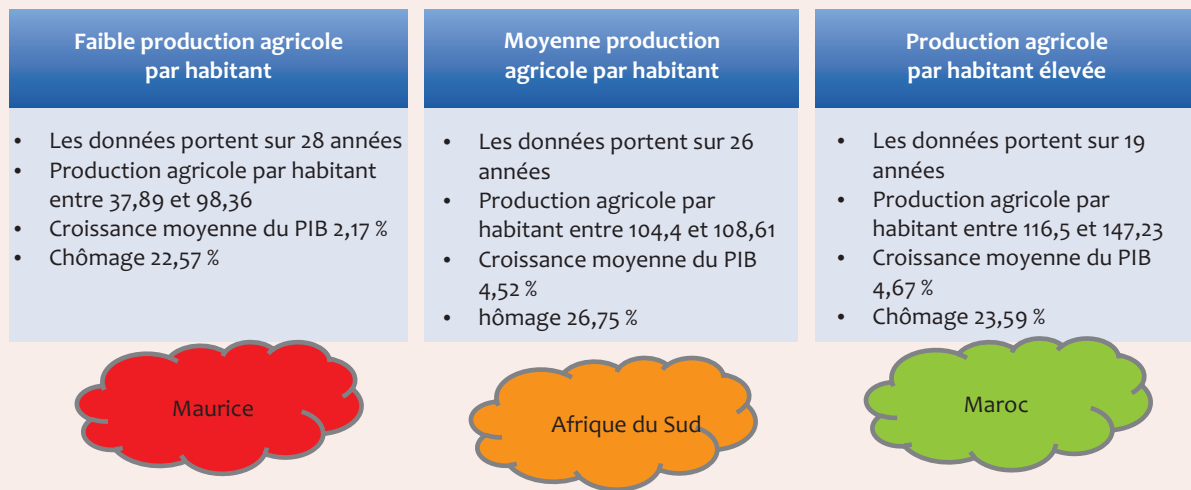 Faible production agricole
par habitant
• Les données portent sur 28 années
• Production agricole par habitant
entre 37,89 et 98,36
• Croissance moyenne du PIB 2,17 %
• Chômage 22,57 %
Maurice
Moyenne production
agricole par habitant
• Les données portent sur 26
années
• Production agricole par
habitant entre 104,4 et 108,61
• Croissance moyenne du PIB
4,52 %
• hômage 26,75 %
Afrique du Sud
Production agricole
par habitant élevée
• Les données portent sur 19
années
• Production agricole par
habitant entre 116,5 et 147,23
• Croissance moyenne du PIB
4,67 %
• Chômage 23,59 %
Maroc